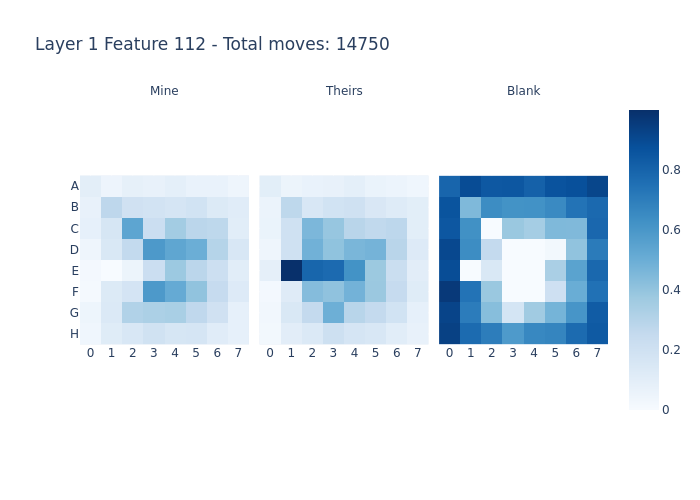 Layer 1 Feature 112 - Total moves: 14750
Mine Theirs Blank
A
B
C
D
E
F
G
H
0 1 2 3 4 5 6 7 0 1 2 3 4 5 6 7 0 1 2 3 4 5 6 7
0.8
0.6
0.4
0.2
0